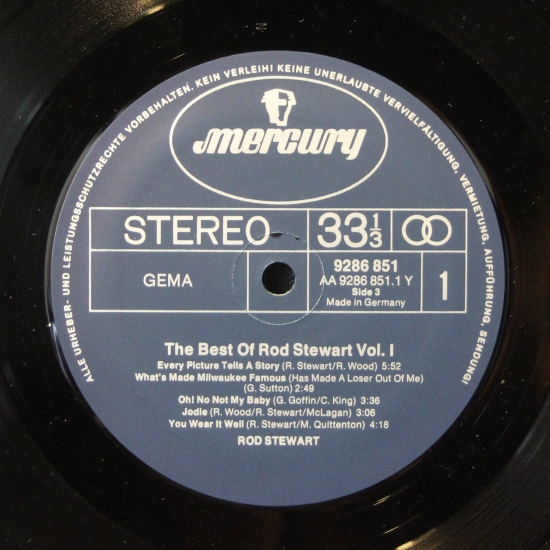 ALLE URHEBER- UND LEISTUNGSSCHUTZRECHTE VORBEHALTEN. KEIN VERLEIH! KEINE UNERLAUBTE VERVIELFÄLTIGUNG, VERMIETUNG, AUFFÜHRUNG, SENDUNG!
mercury
STEREO 33 1/3
GEMA
9286 851
AA 9286 851.1 Y
Side 3
Made in Germany
1
The Best Of Rod Stewart Vol. I
Every Picture Tells A Story (R. Stewart/R. Wood) 5:52
What's Made Milwaukee Famous (Has Made A Loser Out Of Me)
(G. Sutton) 2:49
Oh! No Not My Baby (G. Goffin/C. King) 3:36
Jodie (R. Wood/R. Stewart/McLagan) 3:06
You Wear It Well (R. Stewart/M. Quittenton) 4:18
ROD STEWART